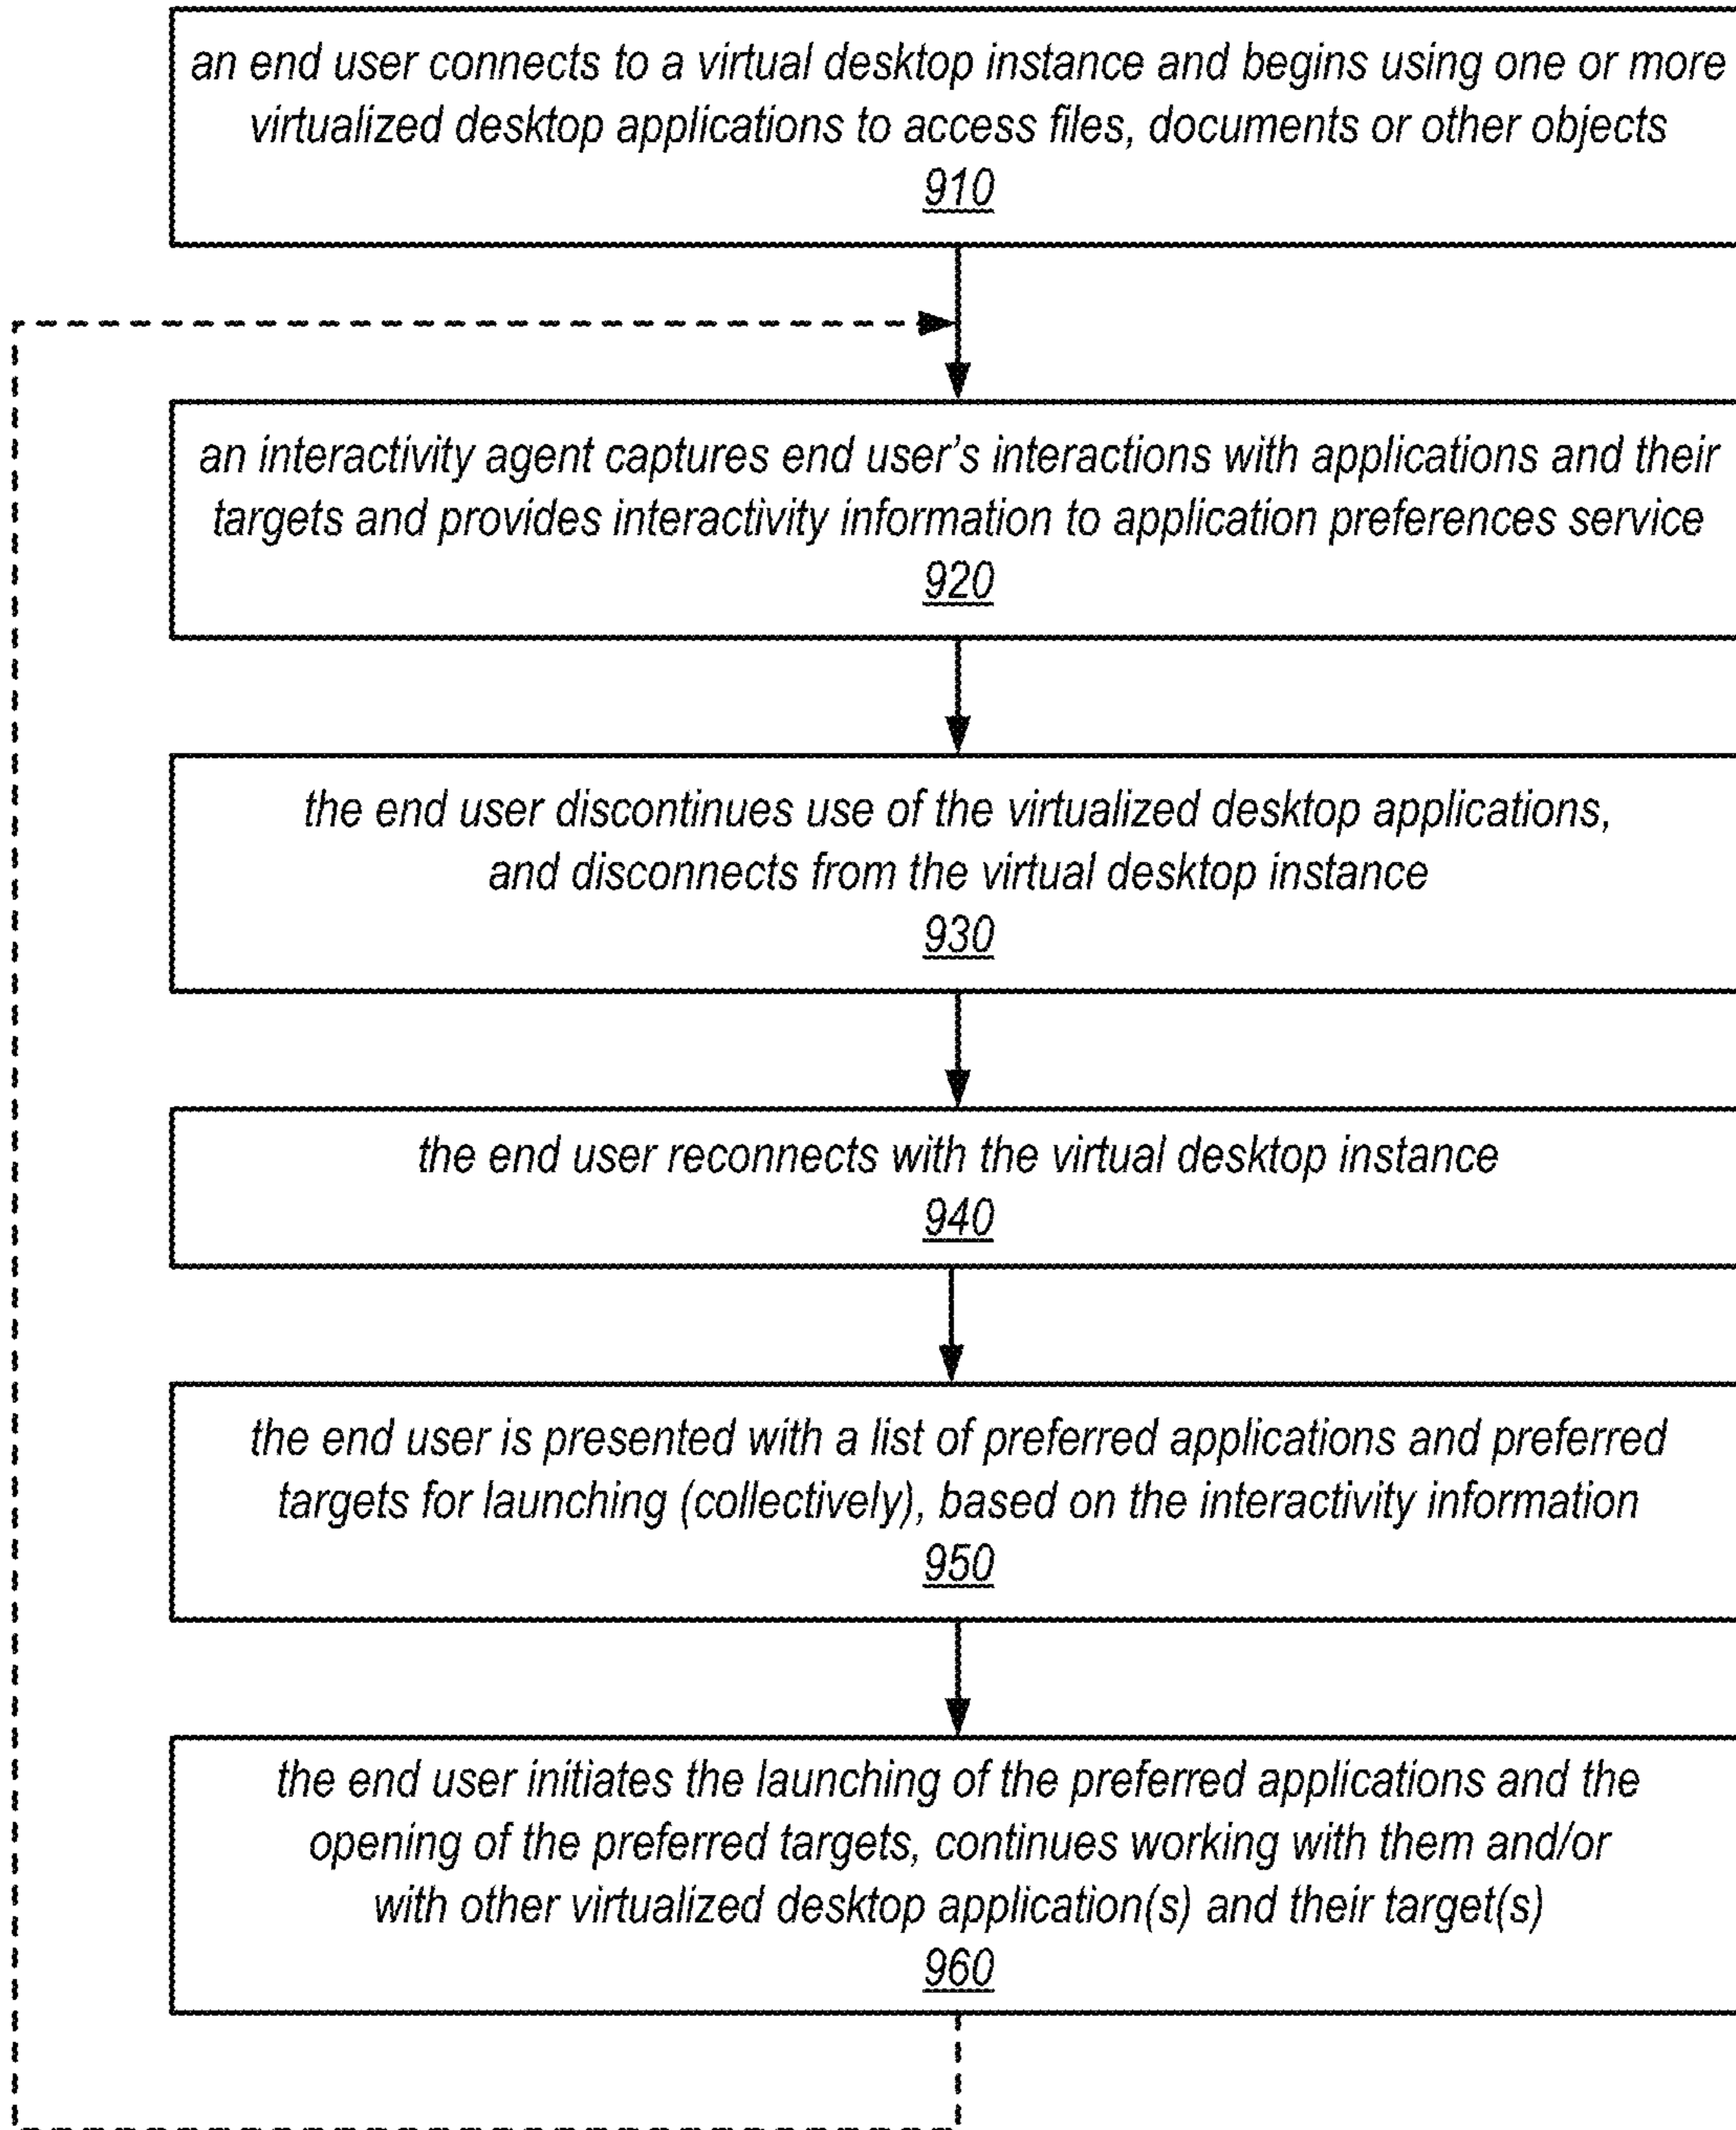 an end user connects to a virtual desktop instance and begins using one or more
virtualized desktop applications to access files, documents or other objects
910
an interactivity agent captures end user's interactions with applications and their
targets and provides interactivity information to application preferences service
920
the end user discontinues use of the virtualized desktop applications,
and disconnects from the virtual desktop instance
930
the end user reconnects with the virtual desktop instance
940
the end user is presented with a list of preferred applications and preferred
targets for launching (collectively), based on the interactivity information
950
the end user initiates the launching of the preferred applications and the
opening of the preferred targets, continues working with them and/or
with other virtualized desktop application(s) and their target(s)
960